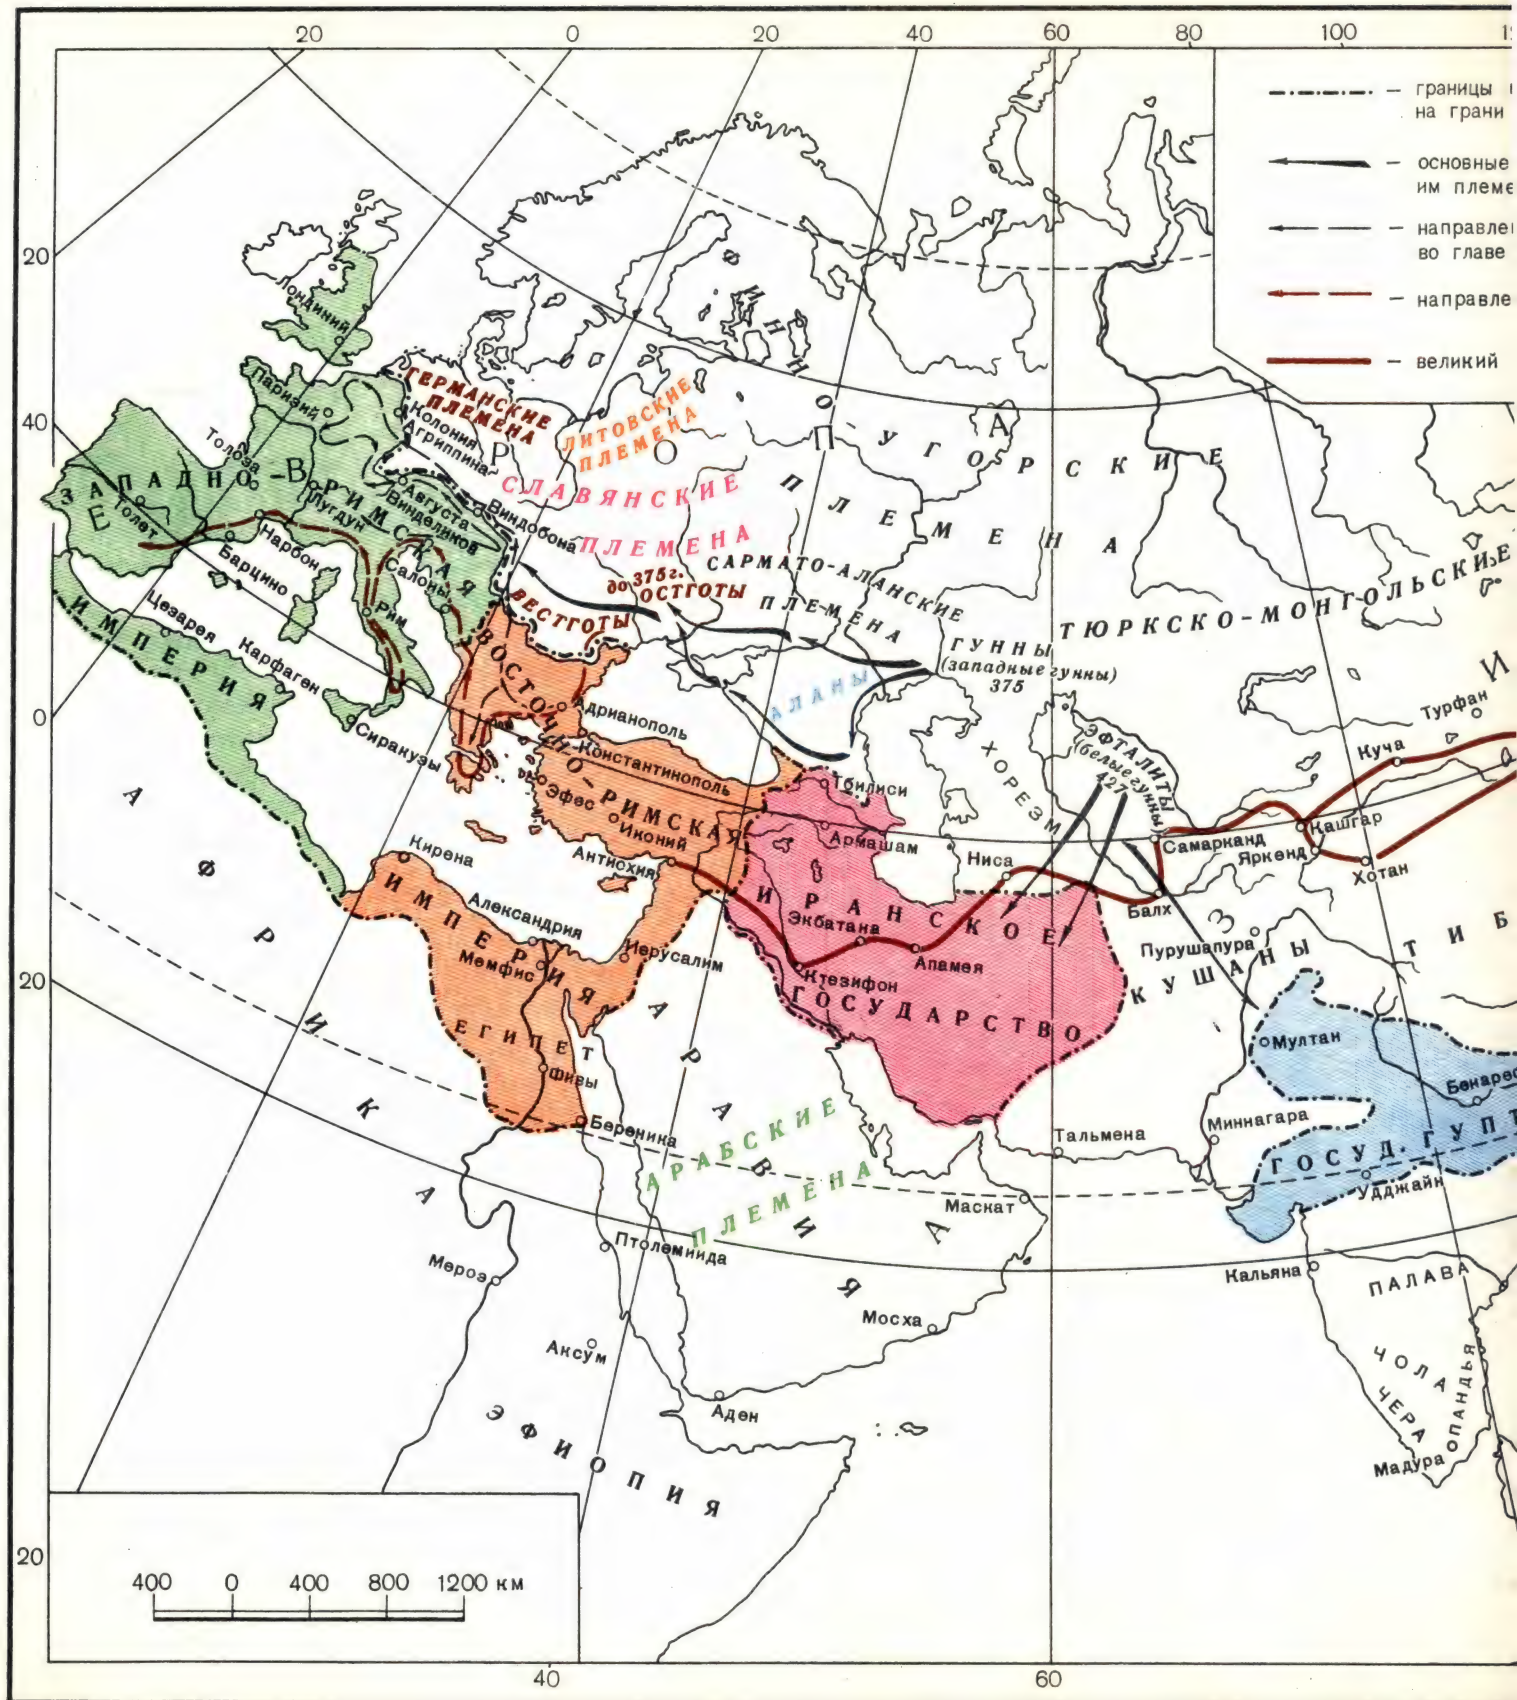 20 0 20 40 60 80 100
границы
на грани
основные
им племе
направле
во главе
направле
великий
20
40
0
20
20
Лондиний
Паризий
ГЕРМАНСКИЕ
ПЛЕМЕНА
Колония
Агриппина
ЛИТОВСКИЕ
ПЛЕМЕНА
ФИННО-УГОРСКИЕ
ПЛЕМЕНА
ЕВРОПА
СЛАВЯНСКИЕ
ПЛЕМЕНА
Толоза
ЗАПАДНО-РИМСКАЯ
ИМПЕРИЯ
Толет
Лугдун
Августа
Винделиков
Виндобона
Нарбон
Барцино
Салоны
Рим
Цезарея
Карфаген
Сиракузы
до 375 г.
ОСТГОТЫ
ВЕСТГОТЫ
САРМАТО-АЛАНСКИЕ
ПЛЕМЕНА
ГУННЫ
(западные гунны)
375
АЛАНЫ
ТЮРКСКО-МОНГОЛЬСКИЕ
И
Турфан
Куча
ЭФТАЛИТЫ
(белые гунны)
427
ХОРЕЗМ
ВОСТОЧНО-РИМСКАЯ
ИМПЕРИЯ
Адрианополь
Константинополь
Эфес
Иконий
Антиохия
Тбилиси
Армашам
Ниса
Самарканд
Кашгар
Яркенд
Хотан
Балх
З
Кирена
Александрия
Мемфис
Иерусалим
ЕГИПЕТ
Фивы
Береника
ИРАНСКОЕ
ГОСУДАРСТВО
Экбатана
Апамея
Ктезифон
Пурушапура
КУШАНЫ
ТИБ
Мултан
Бенарес
Миннагара
Тальмена
ГОСУД. ГУПТ
Удджайн
АФРИКА
АРАВИЯ
АРАБСКИЕ
ПЛЕМЕНА
Маскат
Птолемиида
Мероэ
Мосха
Аксум
Аден
ЭФИОПИЯ
Кальяна
ПАЛАВА
ЧОЛА
ЧЕРА
ПАНДЬЯ
Мадура
400 0 400 800 1200 км
40 60